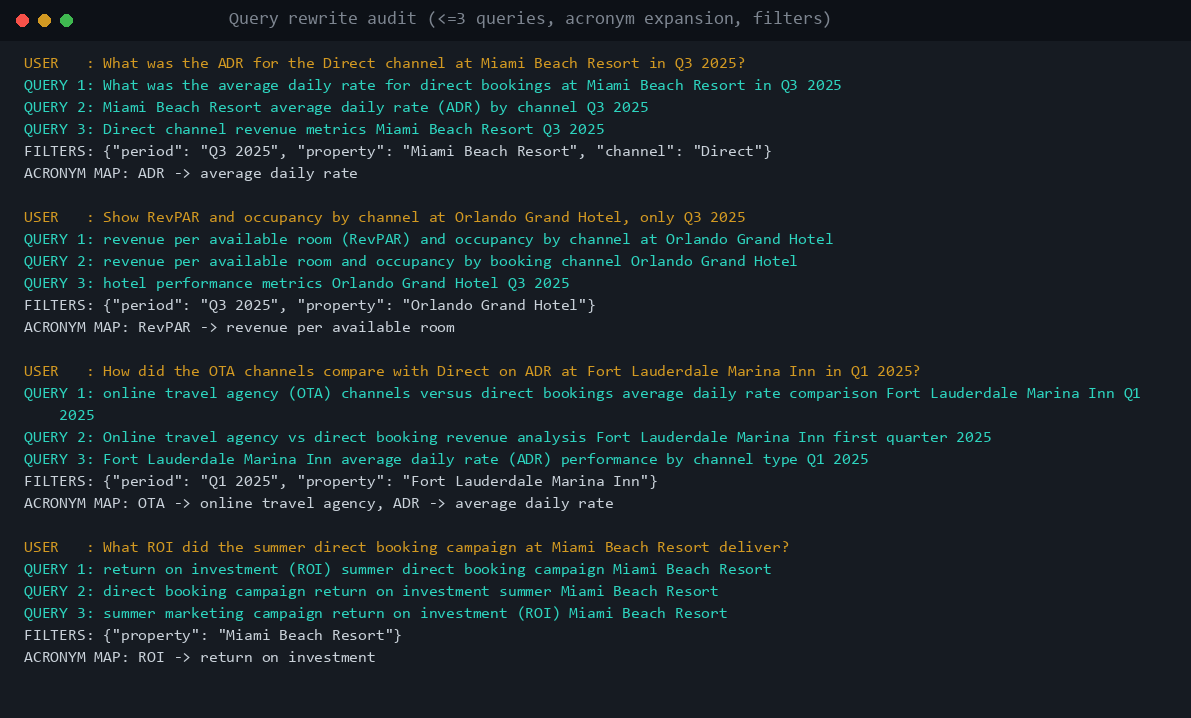 Query rewrite audit (<=3 queries, acronym expansion, filters)
USER   : What was the ADR for the Direct channel at Miami Beach Resort in Q3 2025?
QUERY 1: What was the average daily rate for direct bookings at Miami Beach Resort in Q3 2025
QUERY 2: Miami Beach Resort average daily rate (ADR) by channel Q3 2025
QUERY 3: Direct channel revenue metrics Miami Beach Resort Q3 2025
FILTERS: {"period": "Q3 2025", "property": "Miami Beach Resort", "channel": "Direct"}
ACRONYM MAP: ADR -> average daily rate
USER   : Show RevPAR and occupancy by channel at Orlando Grand Hotel, only Q3 2025
QUERY 1: revenue per available room (RevPAR) and occupancy by channel at Orlando Grand Hotel
QUERY 2: revenue per available room and occupancy by booking channel Orlando Grand Hotel
QUERY 3: hotel performance metrics Orlando Grand Hotel Q3 2025
FILTERS: {"period": "Q3 2025", "property": "Orlando Grand Hotel"}
ACRONYM MAP: RevPAR -> revenue per available room
USER   : How did the OTA channels compare with Direct on ADR at Fort Lauderdale Marina Inn in Q1 2025?
QUERY 1: online travel agency (OTA) channels versus direct bookings average daily rate comparison Fort Lauderdale Marina Inn Q1
2025
QUERY 2: Online travel agency vs direct booking revenue analysis Fort Lauderdale Marina Inn first quarter 2025
QUERY 3: Fort Lauderdale Marina Inn average daily rate (ADR) performance by channel type Q1 2025
FILTERS: {"period": "Q1 2025", "property": "Fort Lauderdale Marina Inn"}
ACRONYM MAP: OTA -> online travel agency, ADR -> average daily rate
USER   : What ROI did the summer direct booking campaign at Miami Beach Resort deliver?
QUERY 1: return on investment (ROI) summer direct booking campaign Miami Beach Resort
QUERY 2: direct booking campaign return on investment summer Miami Beach Resort
QUERY 3: summer marketing campaign return on investment (ROI) Miami Beach Resort
FILTERS: {"property": "Miami Beach Resort"}
ACRONYM MAP: ROI -> return on investment